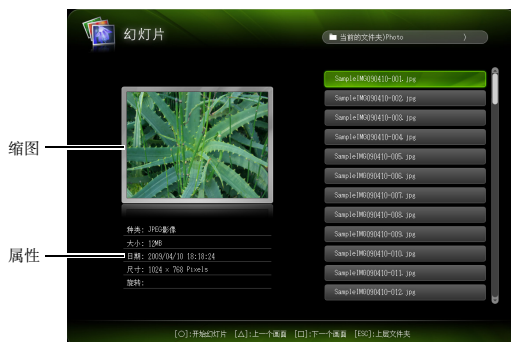 幻灯片
当前的文件夹)Photo 〉
缩图
属性
种类: JPEG影像
大小: 12MB
日期: 2009/04/10 18:18:24
尺寸: 1024 × 768 Pixels
旋转:
SampleIMG090410-001.jpg
SampleIMG090410-002.jpg
SampleIMG090410-003.jpg
SampleIMG090410-004.jpg
SampleIMG090410-005.jpg
SampleIMG090410-006.jpg
SampleIMG090410-007.jpg
SampleIMG090410-008.jpg
SampleIMG090410-009.jpg
SampleIMG090410-010.jpg
SampleIMG090410-011.jpg
SampleIMG090410-012.jpg
[○]:开始幻灯片 [△]:上一个画面 [□]:下一个画面 [ESC]:上层文件夹